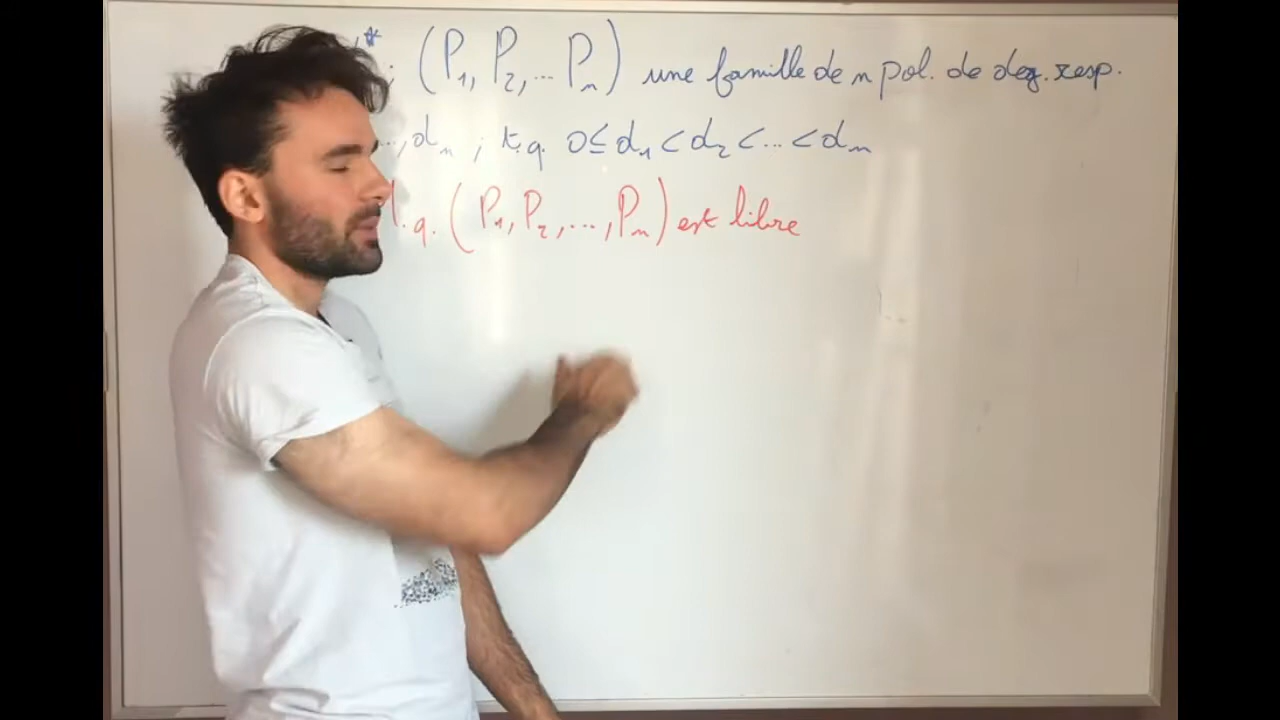 * ; (P₁, P₂, ... Pₙ) une famille de n pol. de deg. resp.
..., dₙ ; t.q. 0 ≤ d₁ < d₂ < ... < dₙ
.q. (P₁, P₂, ..., Pₙ) est libre